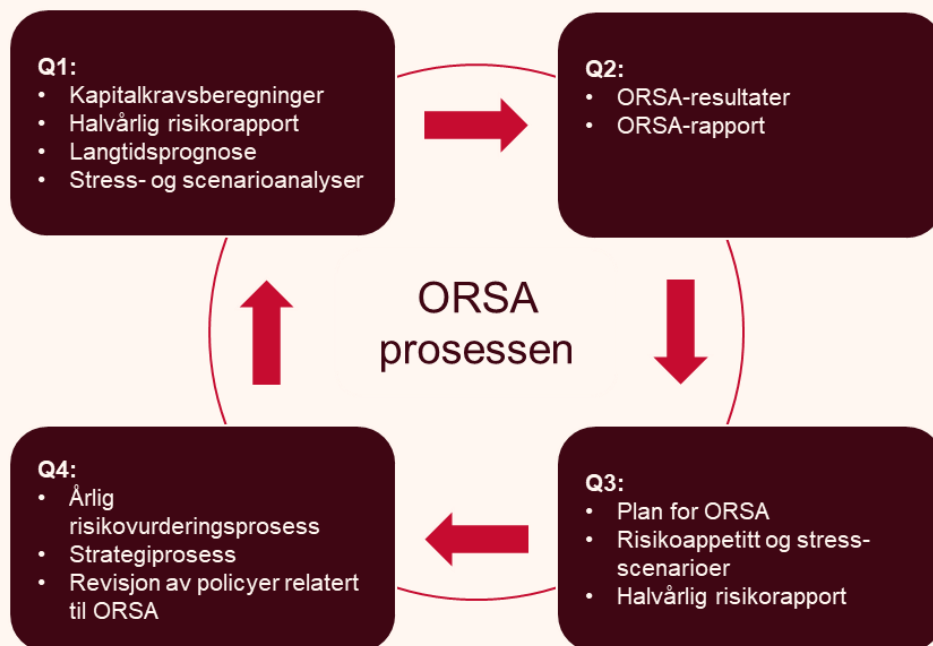 Q1:
• Kapitalkravsberegninger
• Halvårlig risikorapport
• Langtidsprognose
• Stress- og scenarioanalyser
Q2:
• ORSA-resultater
• ORSA-rapport
ORSA
prosessen
Q4:
• Årlig
risikovurderingsprosess
• Strategiprosess
• Revisjon av policyer relatert
til ORSA
Q3:
• Plan for ORSA
• Risikoappetitt og stress-
scenarioer
• Halvårlig risikorapport